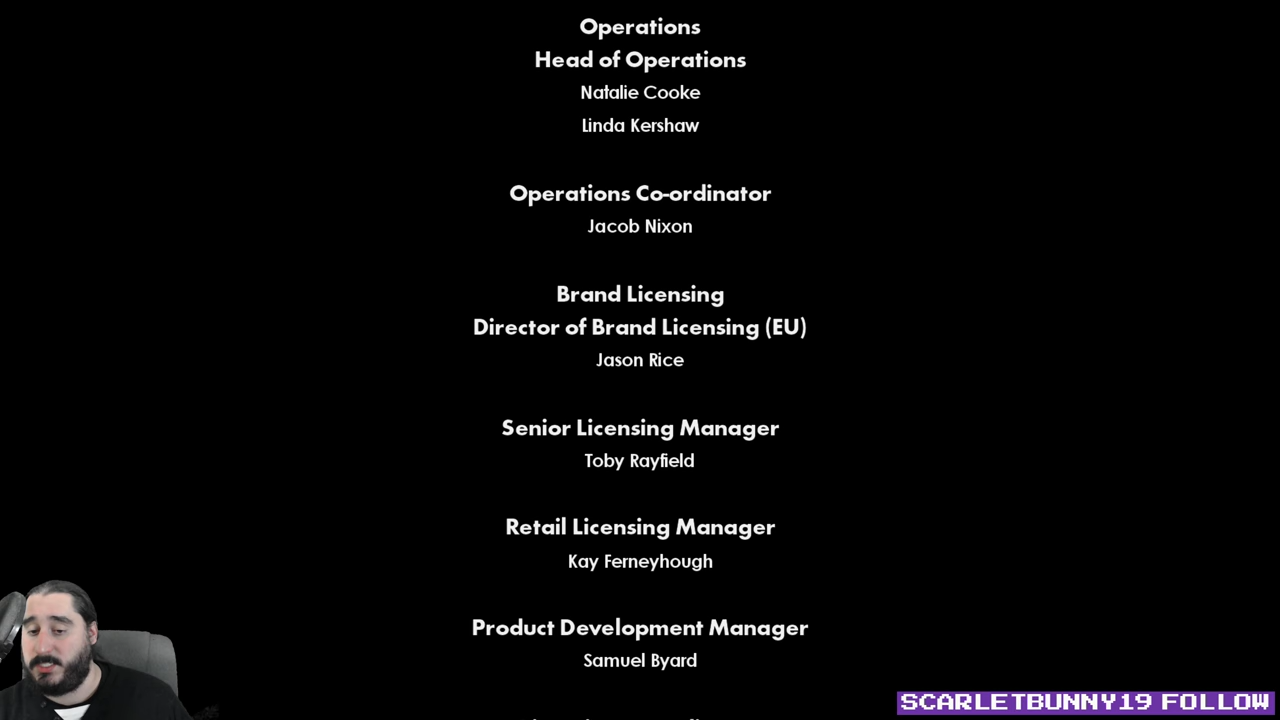 Operations
Head of Operations
Natalie Cooke
Linda Kershaw
Operations Co-ordinator
Jacob Nixon
Brand Licensing
Director of Brand Licensing (EU)
Jason Rice
Senior Licensing Manager
Toby Rayfield
Retail Licensing Manager
Kay Ferneyhough
Product Development Manager
Samuel Byard
SCARLETBUNNY19 FOLLOW